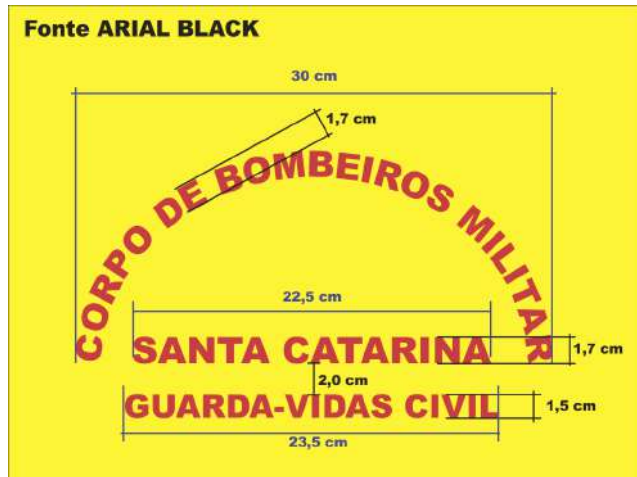 Fonte ARIAL BLACK
30 cm
1,7 cm
CORPO DE BOMBEIROS MILITAR
22,5 cm
SANTA CATARINA
1,7 cm
2,0 cm
GUARDA-VIDAS CIVIL
1,5 cm
23,5 cm